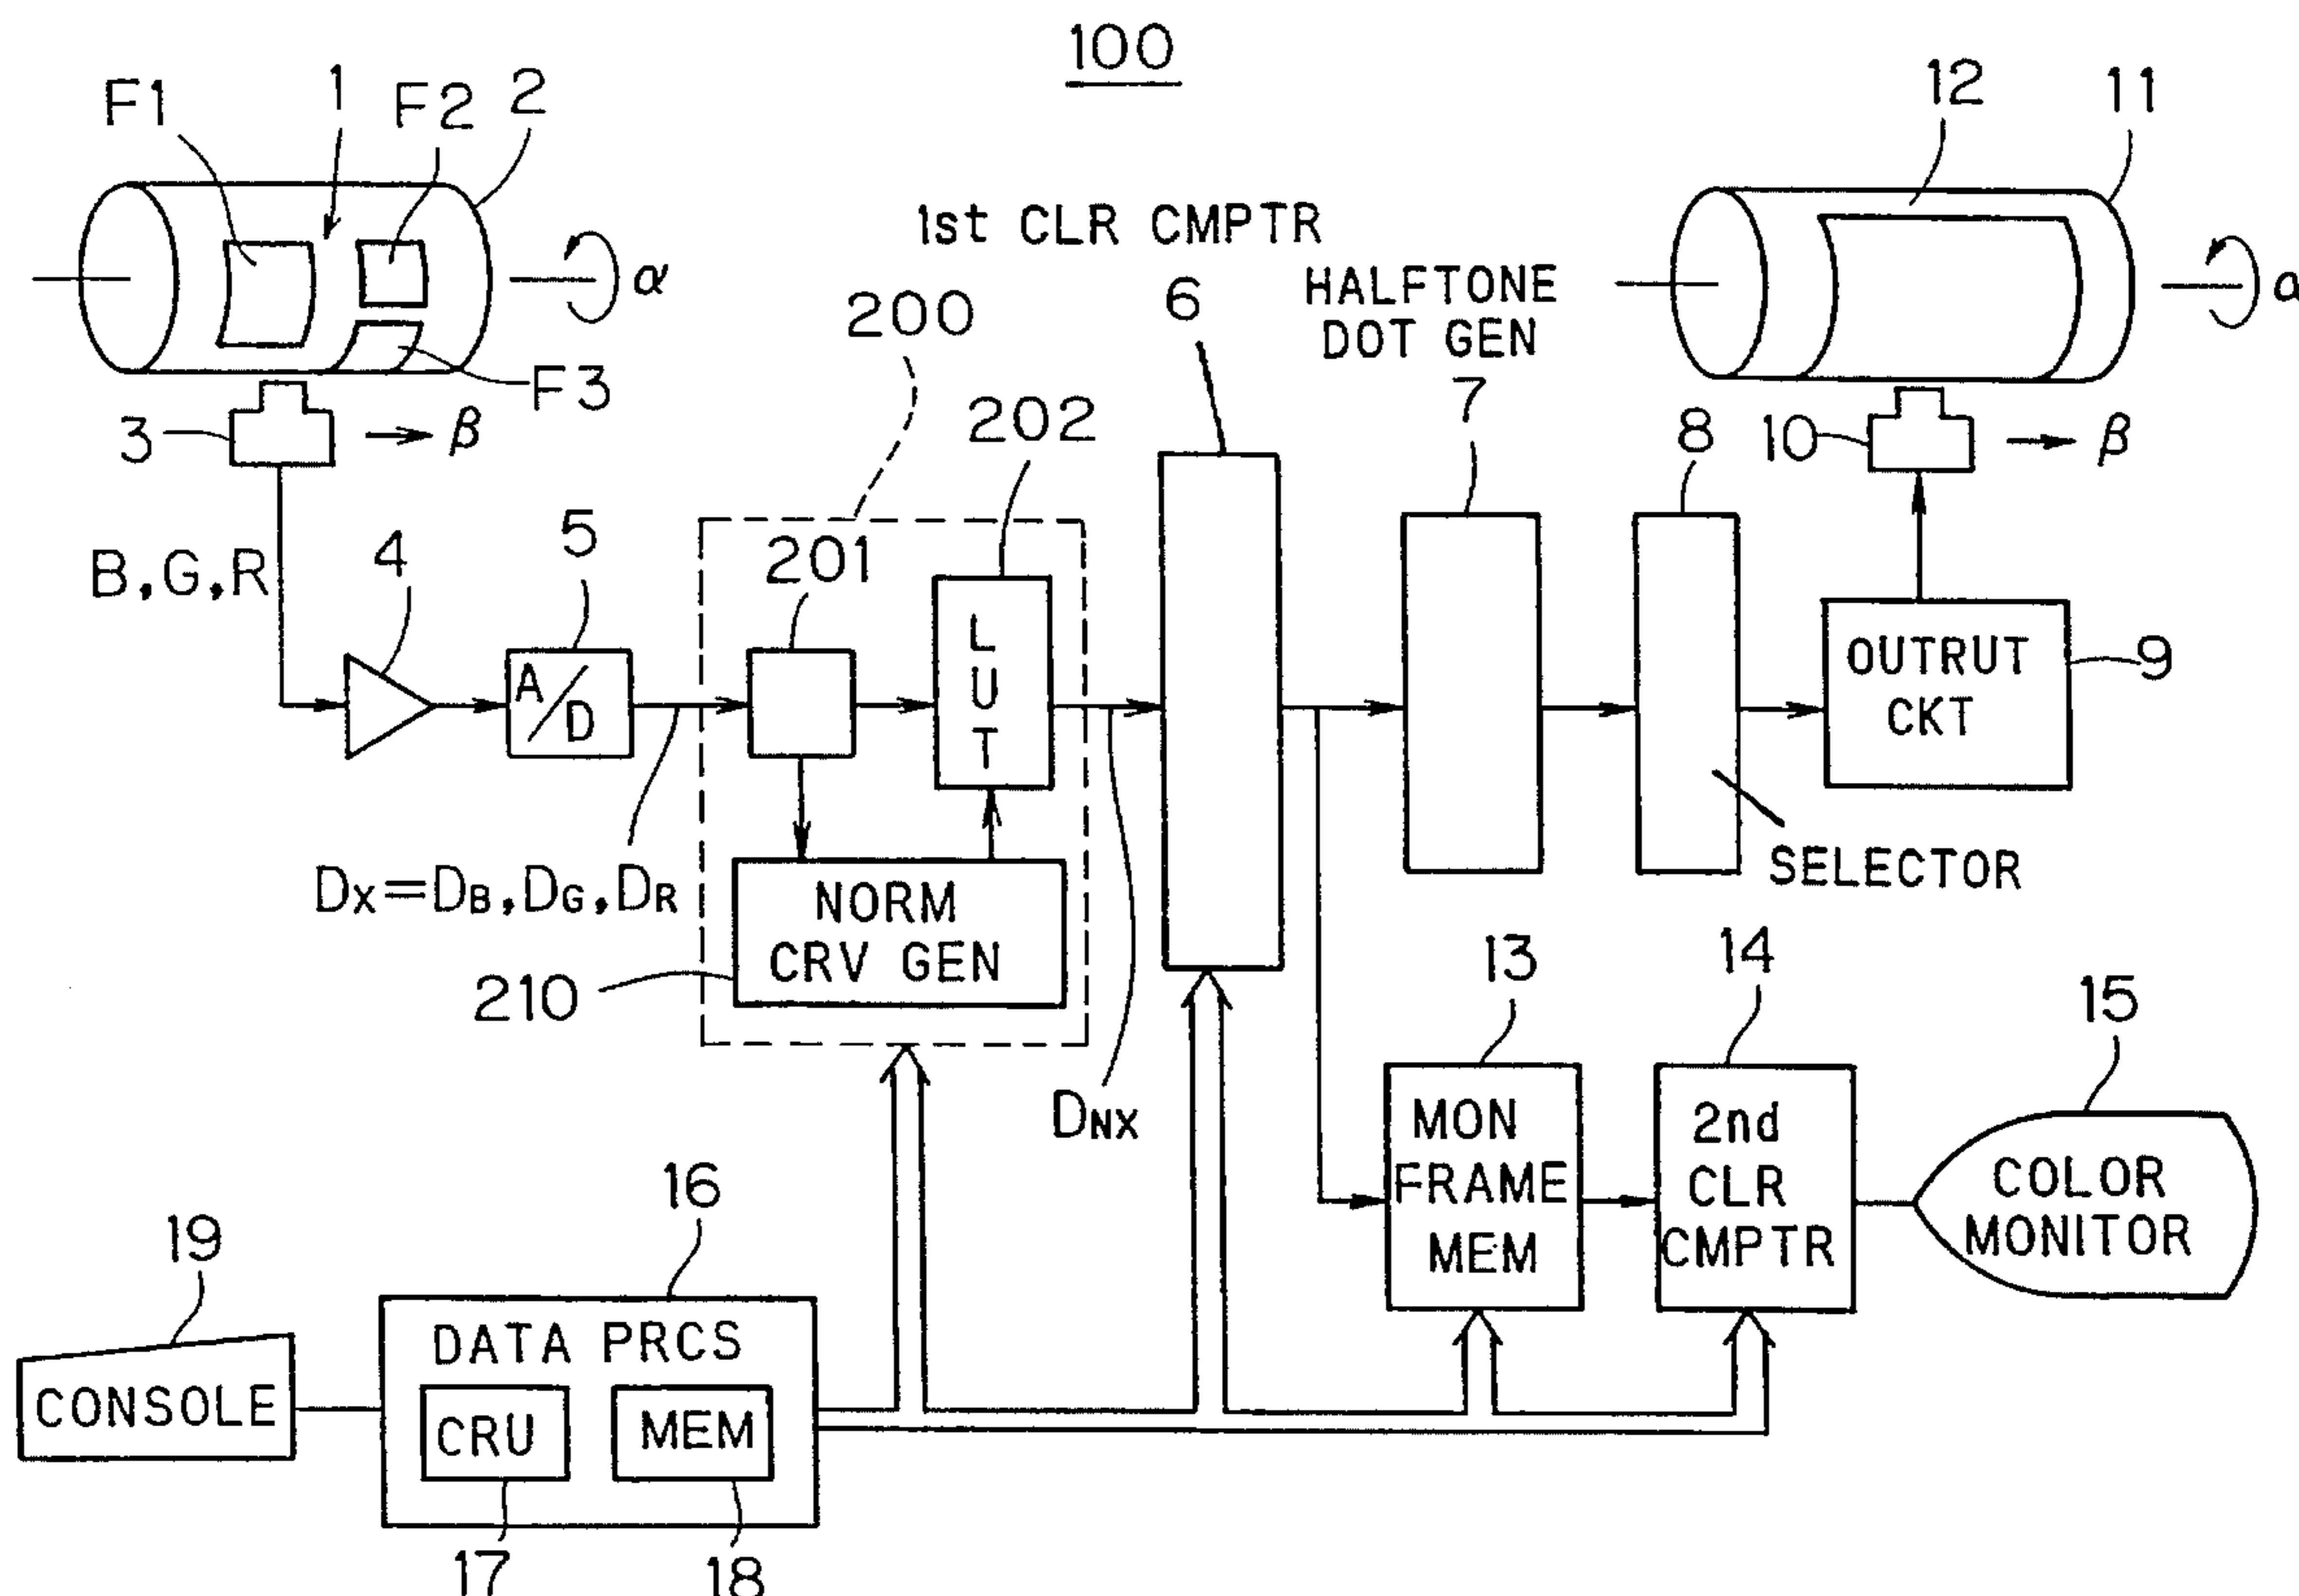 100
F1
1
F2
2
12
11
α
F3
3
β
200
1st CLR CMPTR
6
HALFTONE
DOT GEN
7
8
10
β
α
B,G,R
4
5
201
202
A/D
LUT
OUTRUT
CKT
9
SELECTOR
DX=DB,DG,DR
NORM
CRV GEN
210
DNX
13
14
15
MON
FRAME
MEM
2nd
CLR
CMPTR
COLOR
MONITOR
16
19
DATA PRCS
CONSOLE
CRU
MEM
17
18